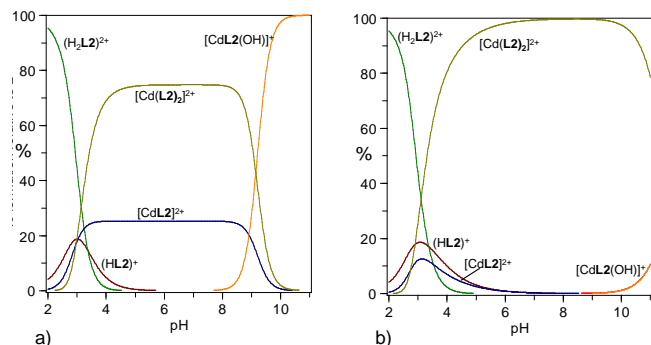 100
80
60
%
40
20
0
(H₂L2)²⁺
[CdL2(OH)]⁺
[Cd(L2)₂]²⁺
[CdL2]²⁺
(HL2)⁺
2 4 6 8 10
pH
a)
100
80
60
%
40
20
0
(H₂L2)²⁺
[Cd(L2)₂]²⁺
(HL2)⁺
[CdL2]²⁺
[CdL2(OH)]⁺
2 4 6 8 10
pH
b)